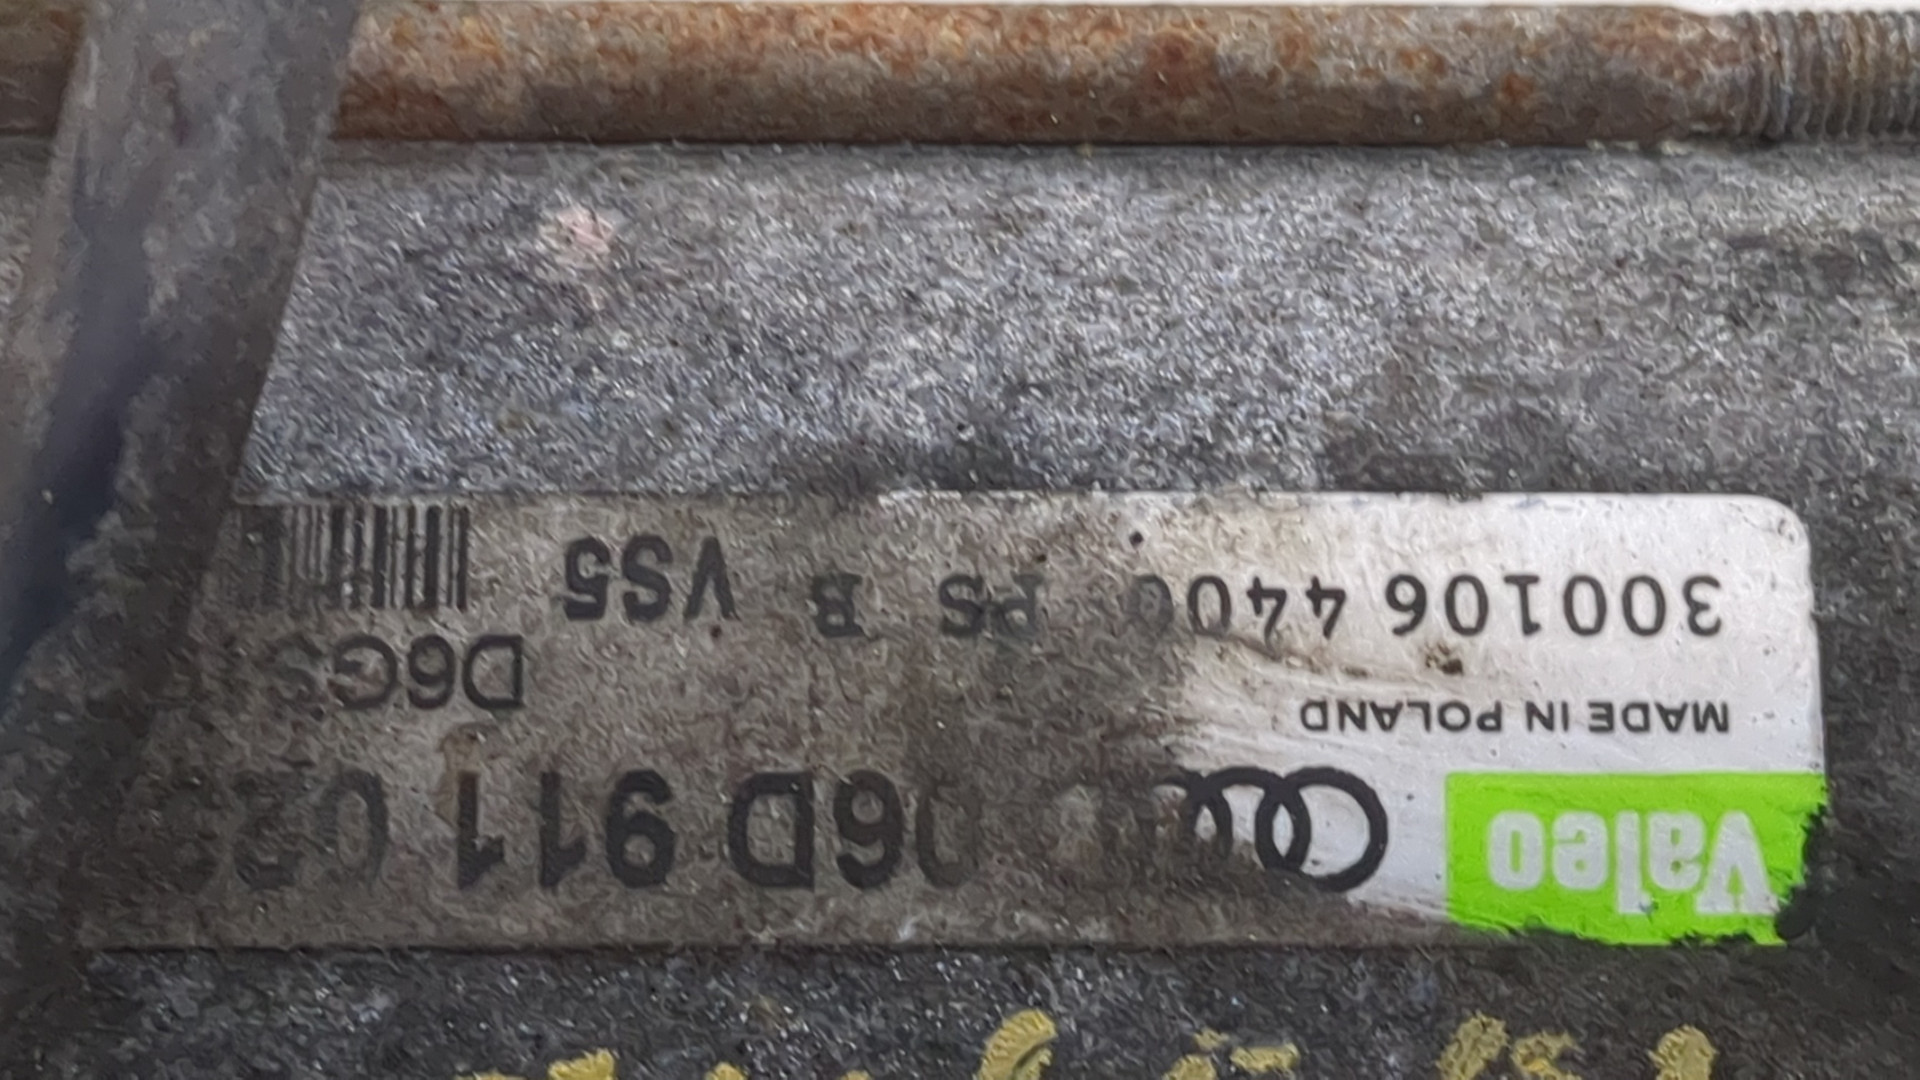 Valeo 06D 911
MADE IN POLAND D6GS
300106 4400 PS B VS5